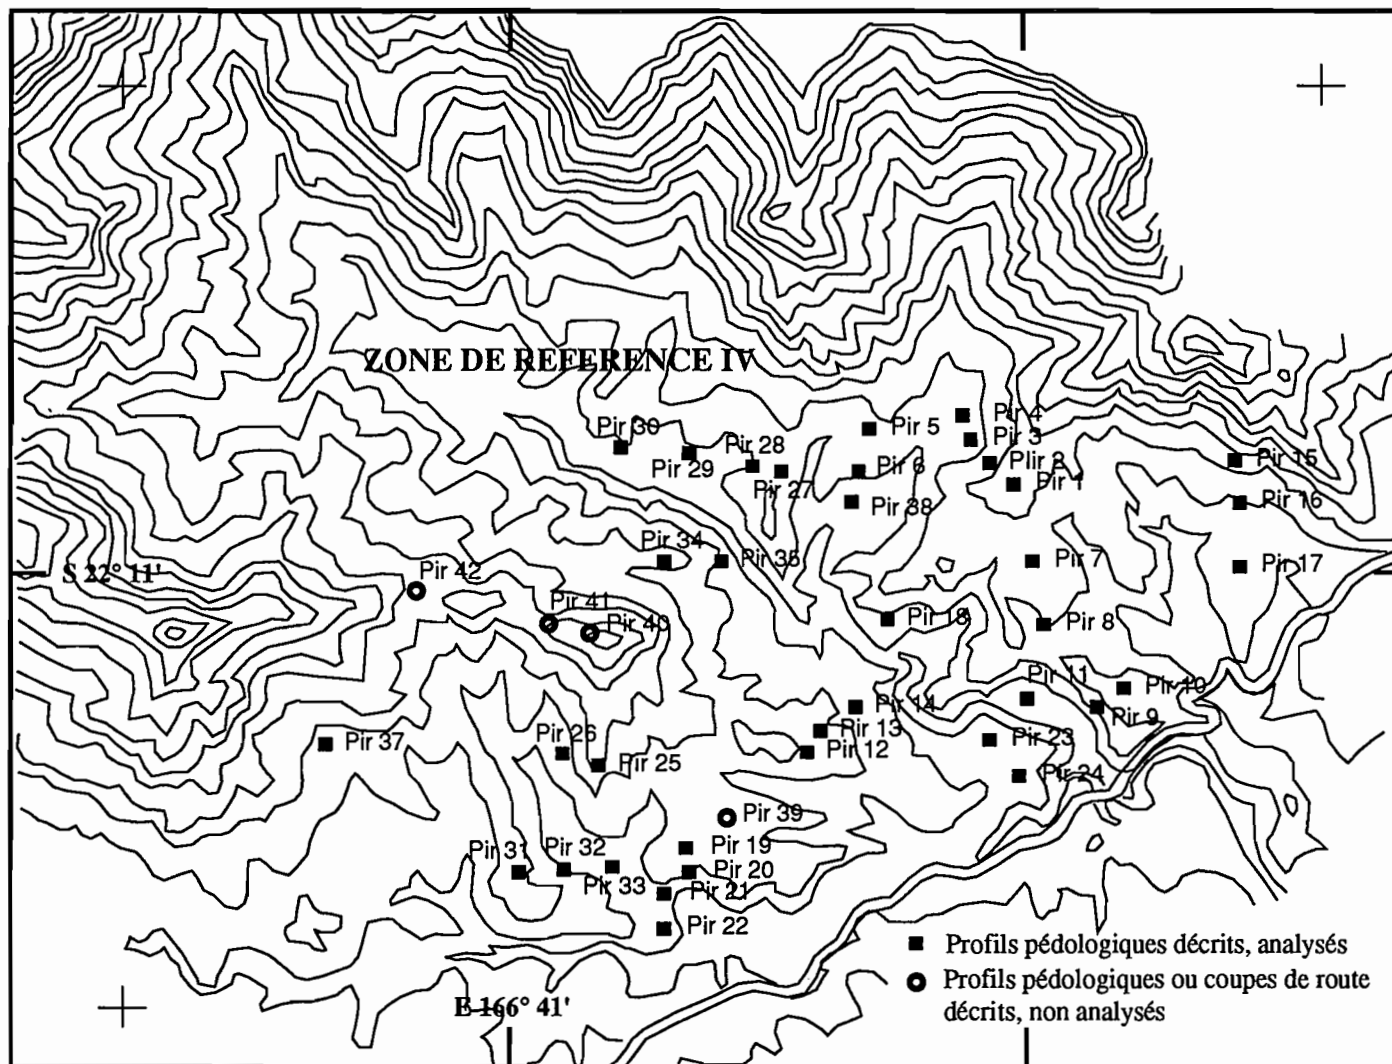 ZONE DE REFERENCE IV
Pir 4
Pir 5
Pir 3
Pir 30
Pir 28
Pir 29
Pir 6
Plir 2
Pir 15
Pir 27
Pir 1
Pir 38
Pir 16
Pir 34
Pir 35
Pir 7
Pir 17
S 22° 11'
Pir 42
Pir 41
Pir 40
Pir 18
Pir 8
Pir 11
Pir 10
Pir 14
Pir 9
Pir 13
Pir 37
Pir 26
Pir 12
Pir 23
Pir 25
Pir 24
Pir 39
Pir 31
Pir 32
Pir 19
Pir 33
Pir 20
Pir 21
Pir 22
Profils pédologiques décrits, analysés
Profils pédologiques ou coupes de route
décrits, non analysés
E 166° 41'